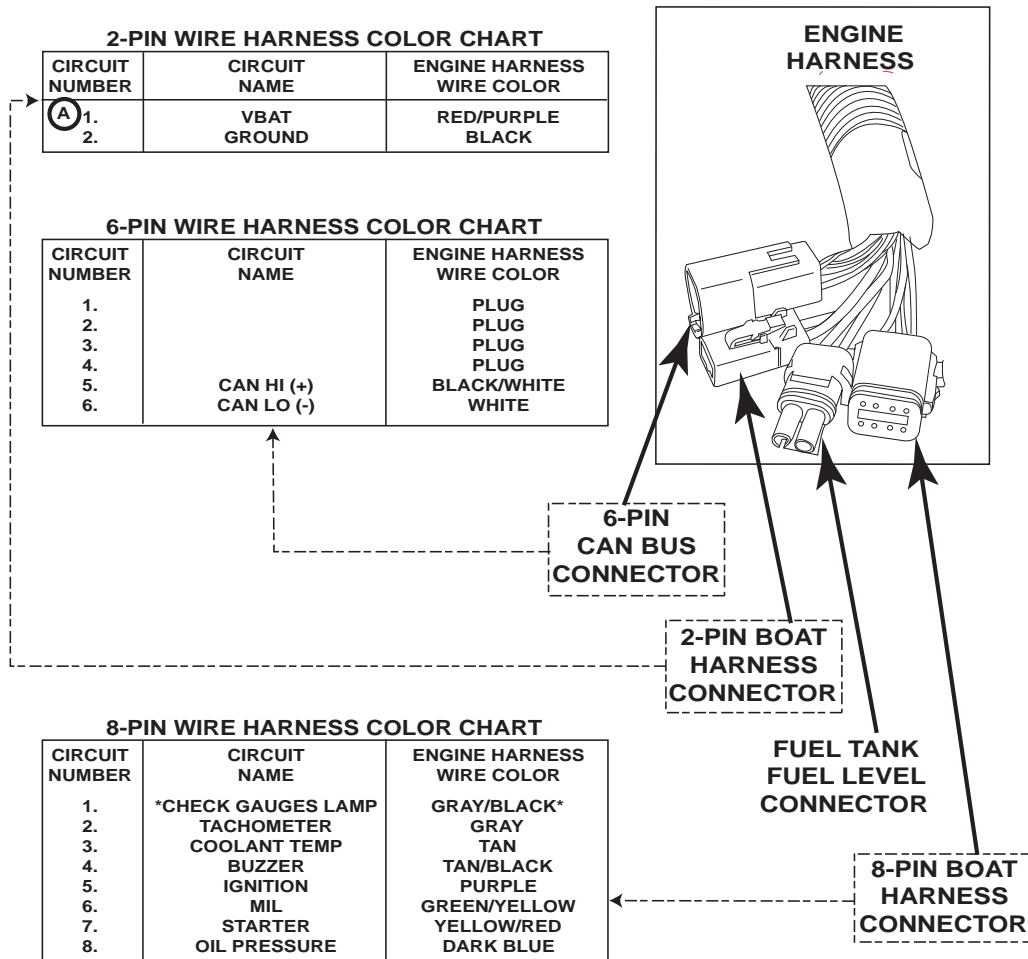 2-PIN WIRE HARNESS COLOR CHART
CIRCUIT NUMBER CIRCUIT NAME ENGINE HARNESS WIRE COLOR
A 1. VBAT RED/PURPLE
2. GROUND BLACK
6-PIN WIRE HARNESS COLOR CHART
CIRCUIT NUMBER CIRCUIT NAME ENGINE HARNESS WIRE COLOR
1. PLUG
2. PLUG
3. PLUG
4. PLUG
5. CAN HI (+) BLACK/WHITE
6. CAN LO (-) WHITE
8-PIN WIRE HARNESS COLOR CHART
CIRCUIT NUMBER CIRCUIT NAME ENGINE HARNESS WIRE COLOR
1. *CHECK GAUGES LAMP GRAY/BLACK*
2. TACHOMETER GRAY
3. COOLANT TEMP TAN
4. BUZZER TAN/BLACK
5. IGNITION PURPLE
6. MIL GREEN/YELLOW
7. STARTER YELLOW/RED
8. OIL PRESSURE DARK BLUE
ENGINE
HARNESS
6-PIN
CAN BUS
CONNECTOR
2-PIN BOAT
HARNESS
CONNECTOR
FUEL TANK
FUEL LEVEL
CONNECTOR
8-PIN BOAT
HARNESS
CONNECTOR